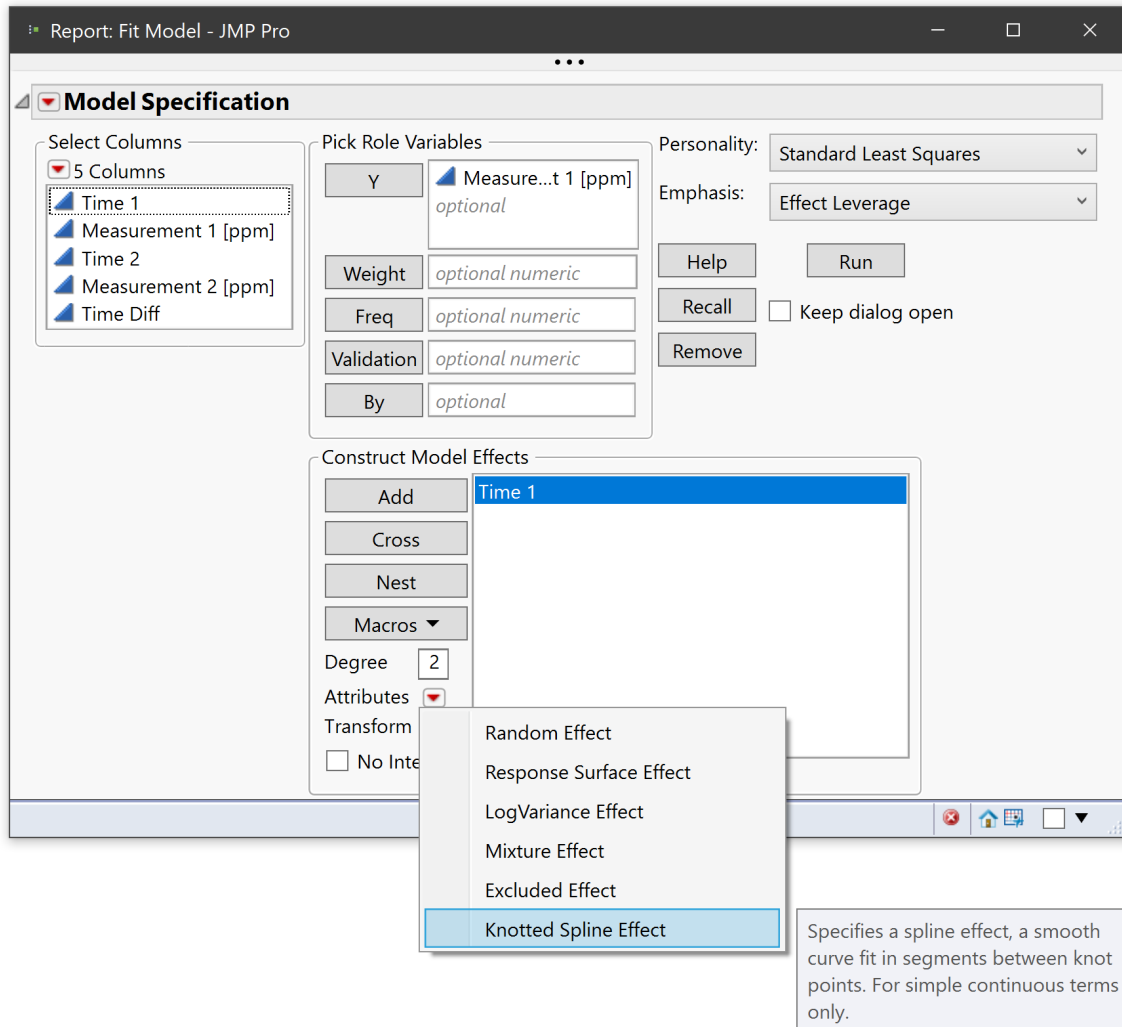 Report: Fit Model - JMP Pro
Model Specification
Select Columns
5 Columns
Time 1
Measurement 1 [ppm]
Time 2
Measurement 2 [ppm]
Time Diff
Pick Role Variables
Y
Measure...t 1 [ppm]
optional
Weight
optional numeric
Freq
optional numeric
Validation
optional numeric
By
optional
Personality:
Standard Least Squares
Emphasis:
Effect Leverage
Help
Run
Recall
Keep dialog open
Remove
Construct Model Effects
Add
Time 1
Cross
Nest
Macros
Degree
2
Attributes
Transform
No Inte
Random Effect
Response Surface Effect
LogVariance Effect
Mixture Effect
Excluded Effect
Knotted Spline Effect
Specifies a spline effect, a smooth
curve fit in segments between knot
points. For simple continuous terms
only.